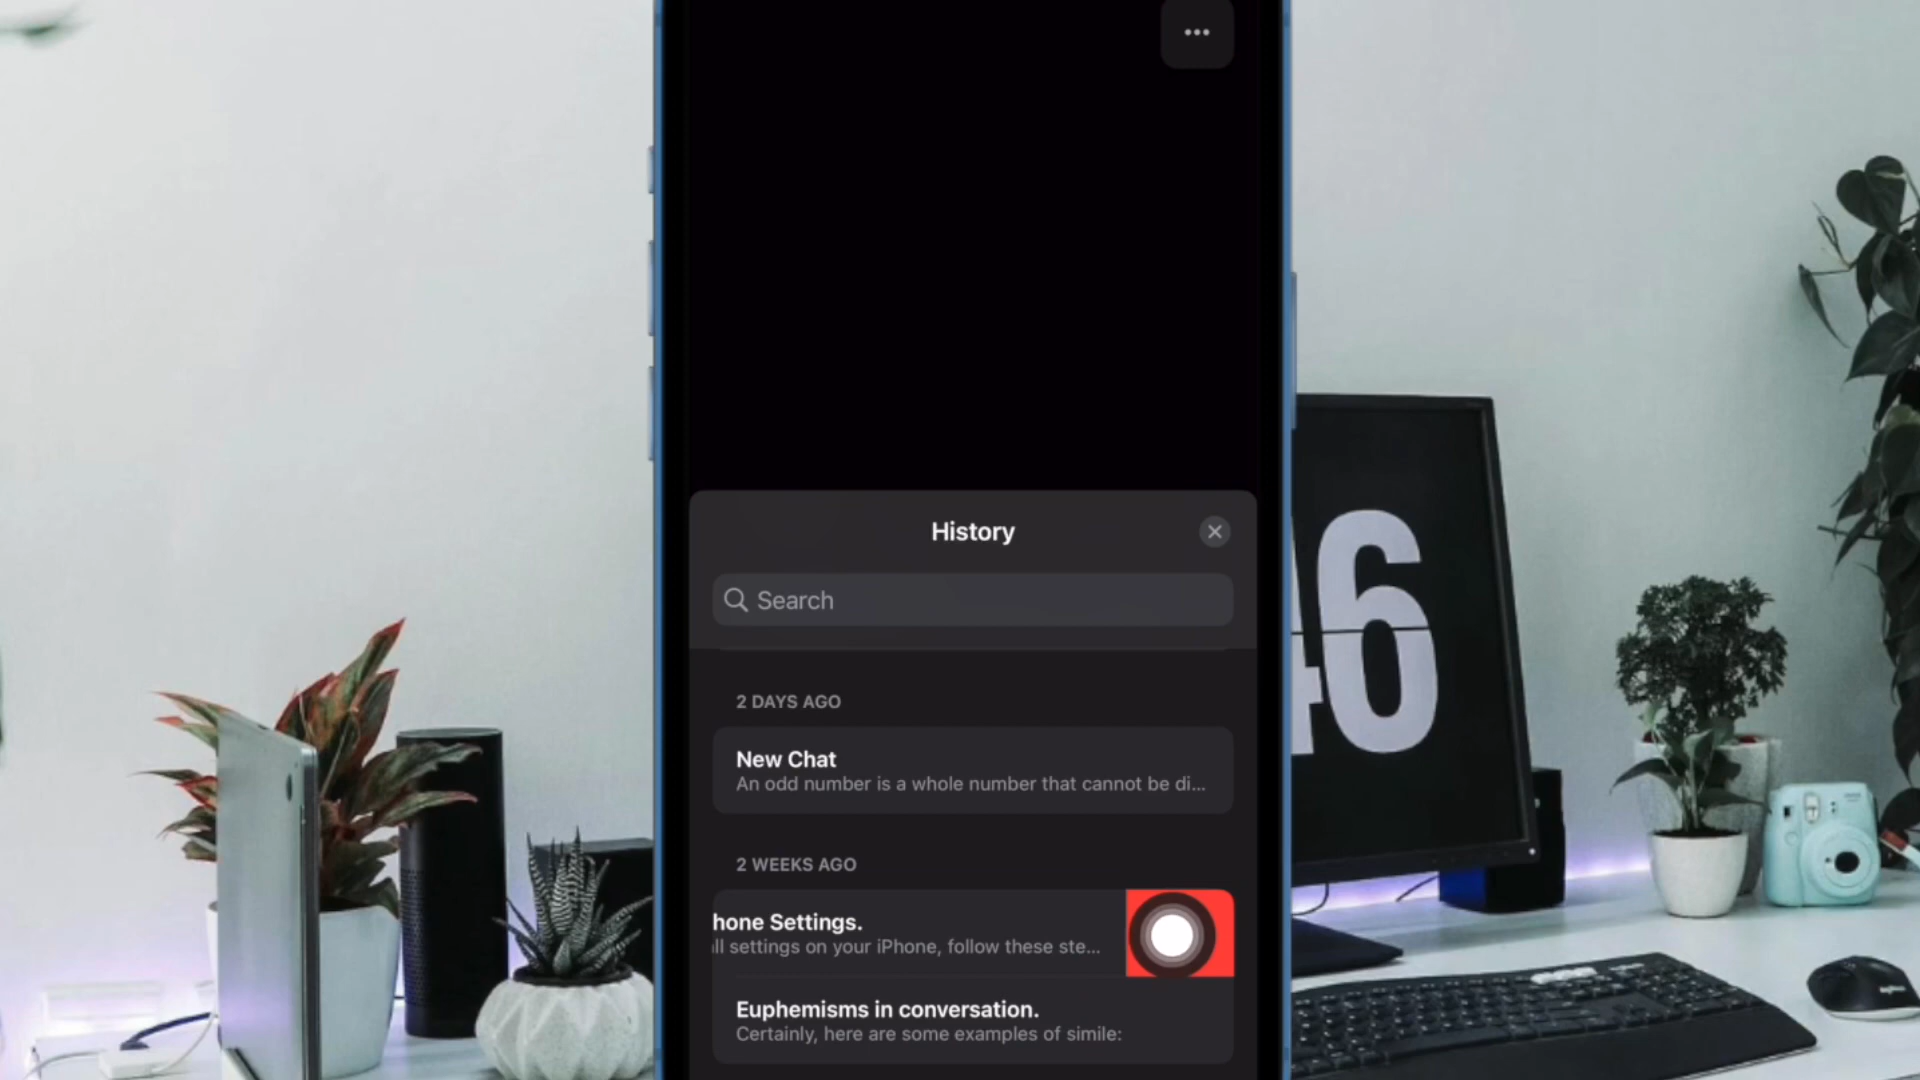 History
Search
2 DAYS AGO
New Chat
An odd number is a whole number that cannot be di...
2 WEEKS AGO
hone Settings.
ll settings on your iPhone, follow these ste...
Euphemisms in conversation.
Certainly, here are some examples of simile:
46